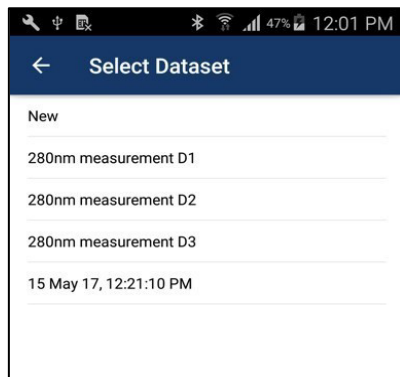 47% 12:01 PM
Select Dataset
New
280nm measurement D1
280nm measurement D2
280nm measurement D3
15 May 17, 12:21:10 PM